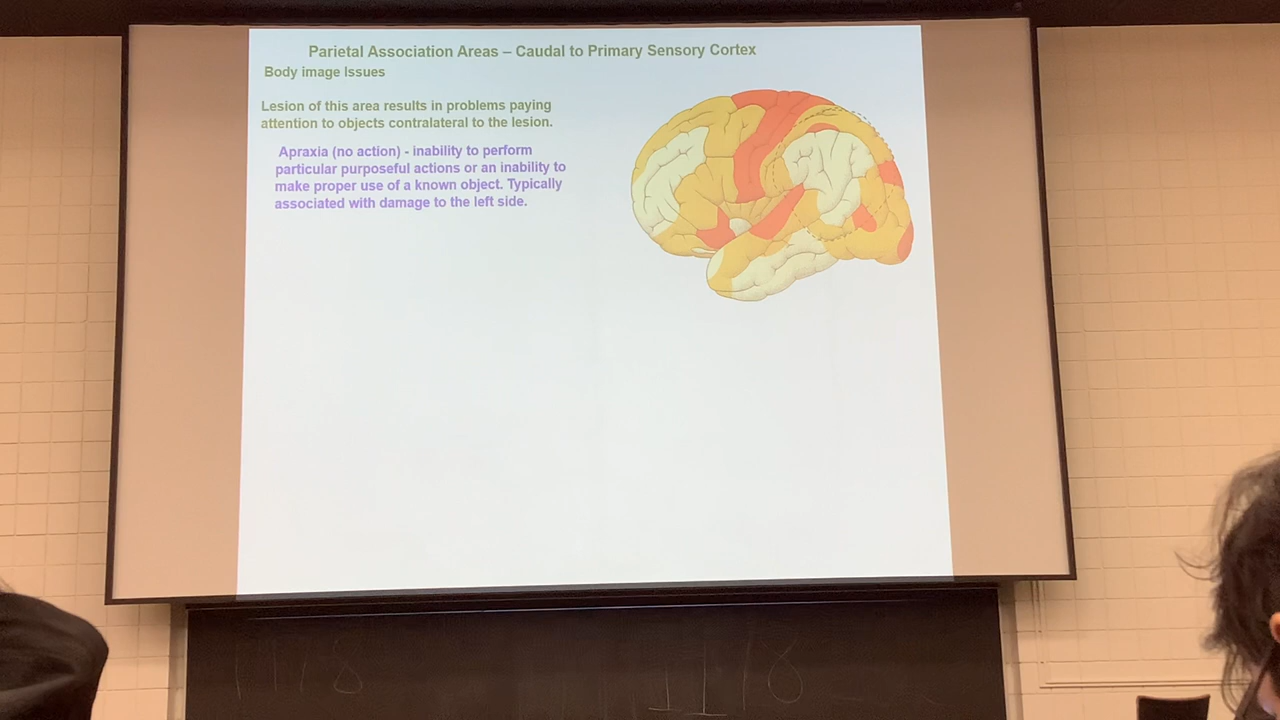 Parietal Association Areas – Caudal to Primary Sensory Cortex
Body image Issues
Lesion of this area results in problems paying
attention to objects contralateral to the lesion.
Apraxia (no action) - inability to perform
particular purposeful actions or an inability to
make proper use of a known object. Typically
associated with damage to the left side.